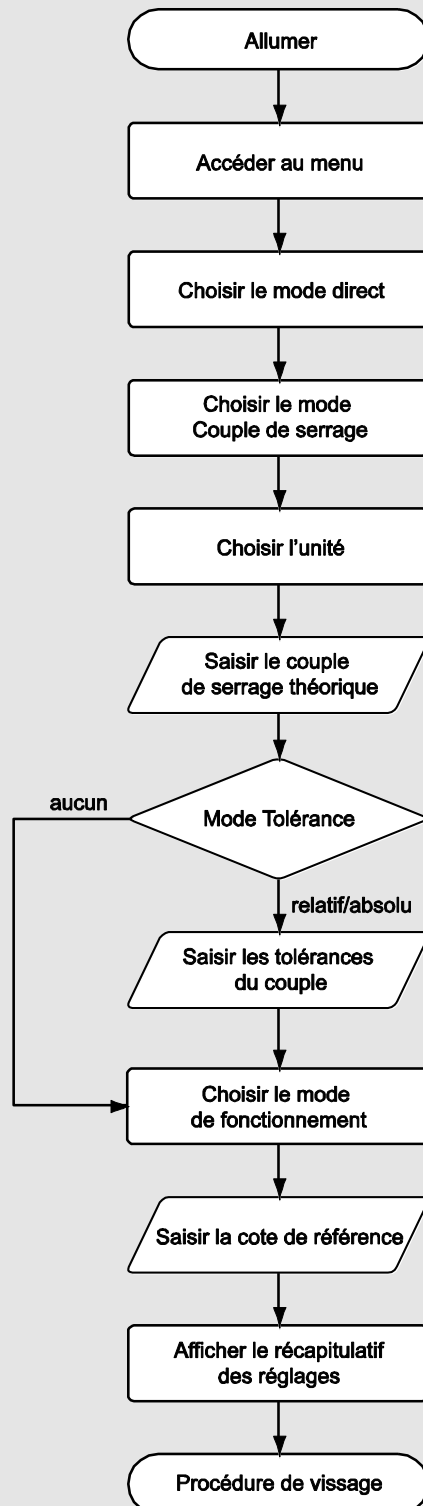 Allumer
Accéder au menu
Choisir le mode direct
Choisir le mode
Couple de serrage
Choisir l'unité
Saisir le couple
de serrage théorique
aucun
Mode Tolérance
relatif/absolu
Saisir les tolérances
du couple
Choisir le mode
de fonctionnement
Saisir la cote de référence
Afficher le récapitulatif
des réglages
Procédure de vissage